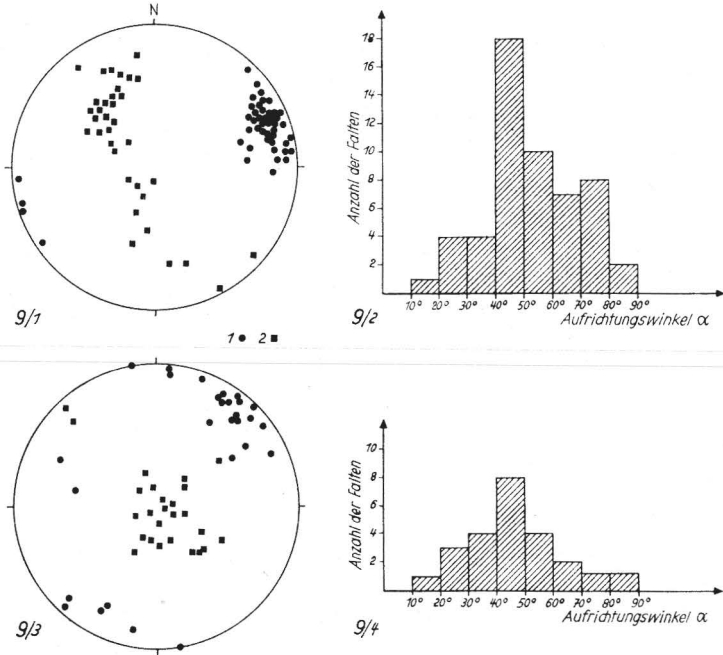 N
9/1
1 ● 2 ■
Anzahl der Falten
18
16
14
12
10
8
6
4
2
10° 20° 30° 40° 50° 60° 70° 80° 90°
Aufrichtungswinkel α
9/2
9/3
Anzahl der Falten
10
8
6
4
2
10° 20° 30° 40° 50° 60° 70° 80° 90°
Aufrichtungswinkel α
9/4